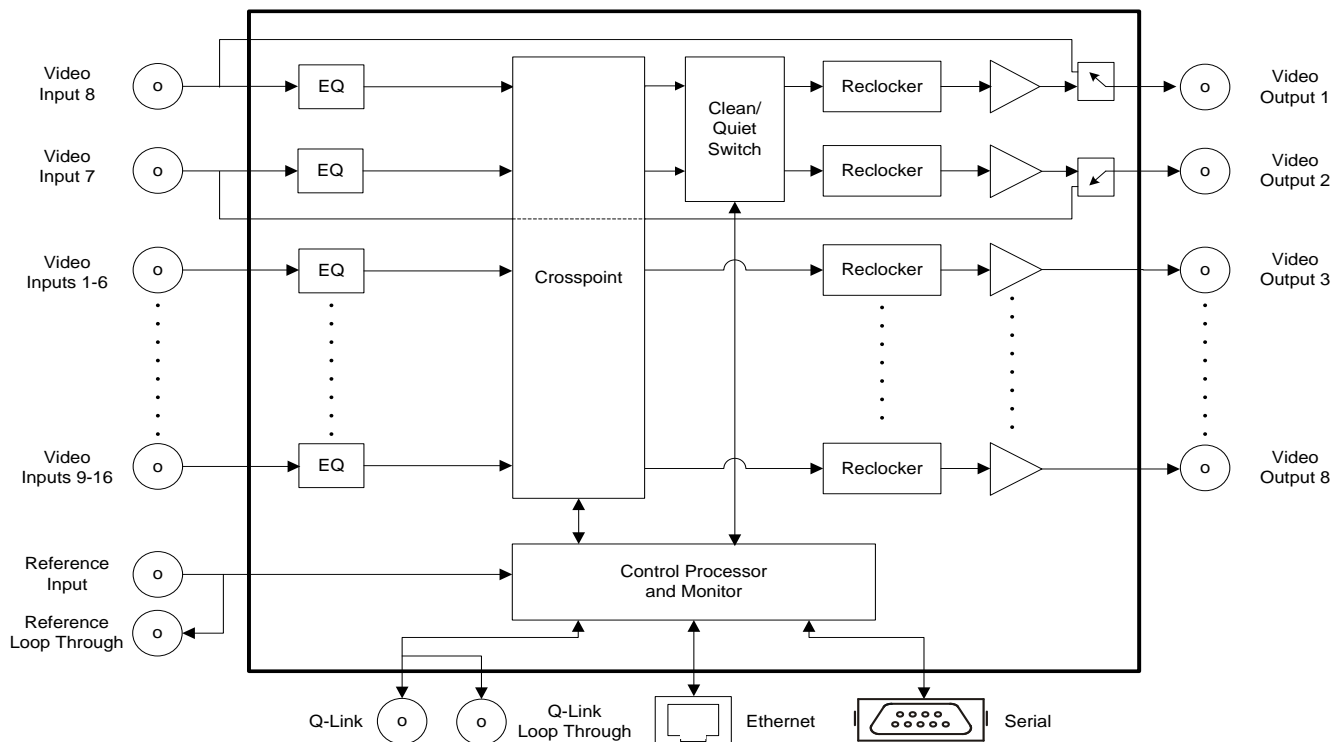 Video
Input 8
o
EQ
Clean/
Quiet
Switch
Reclocker
o
Video
Output 1
Video
Input 7
o
EQ
Reclocker
o
Video
Output 2
Video
Inputs 1-6
o
EQ
Crosspoint
Reclocker
o
Video
Output 3
Video
Inputs 9-16
o
EQ
Reclocker
o
Video
Output 8
Reference
Input
o
Control Processor
and Monitor
Reference
Loop Through
o
Q-Link
o
o
Q-Link
Loop Through
Ethernet
Serial